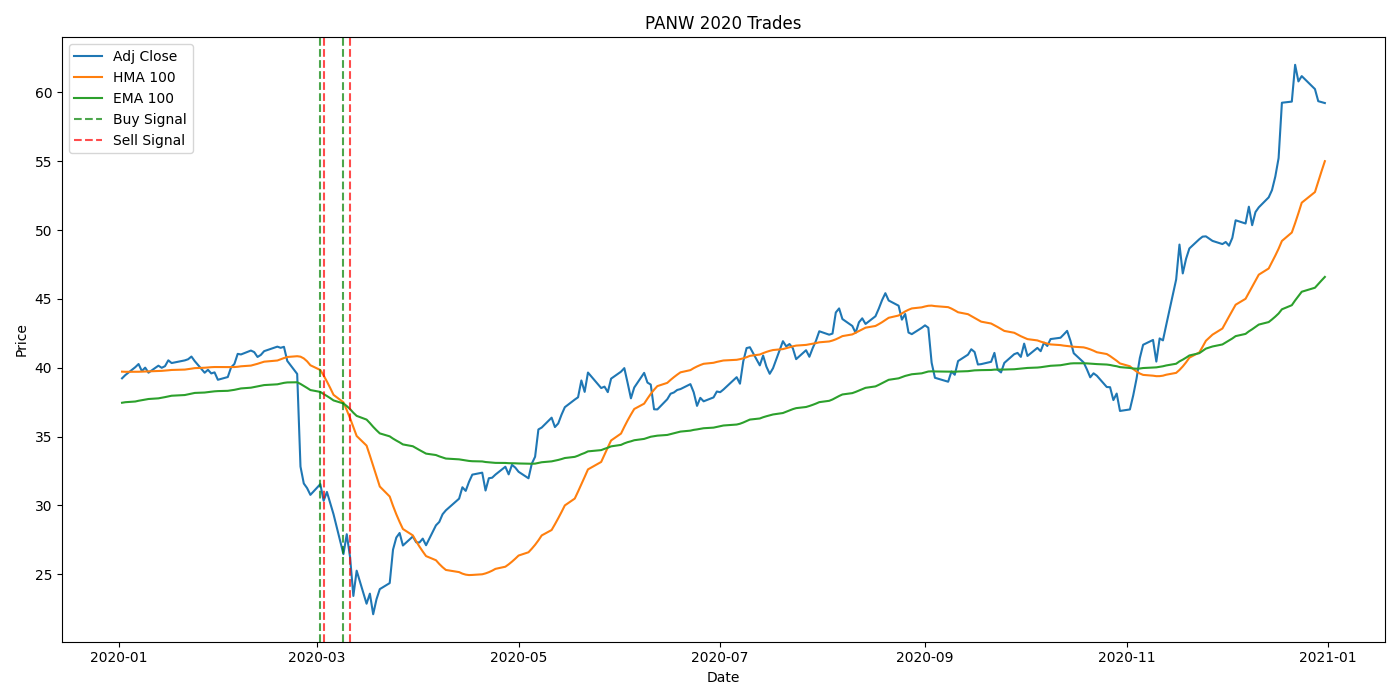 PANW 2020 Trades
Adj Close
HMA 100
EMA 100
Buy Signal
Sell Signal
Price
60
55
50
45
40
35
30
25
2020-01
2020-03
2020-05
2020-07
2020-09
2020-11
2021-01
Date